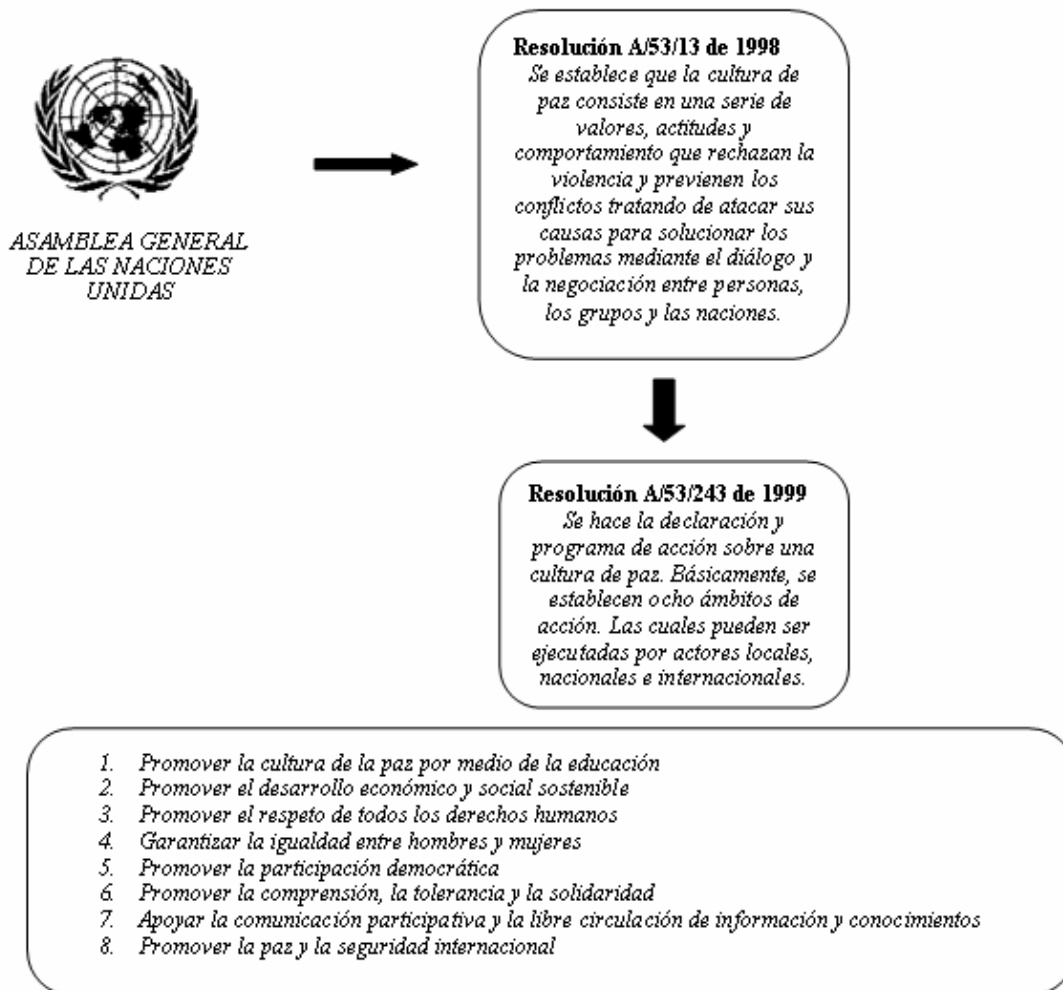 ASAMBLEA GENERAL
DE LAS NACIONES
UNIDAS
Resolución A/53/13 de 1998
Se establece que la cultura de
paz consiste en una serie de
valores, actitudes y
comportamiento que rechazan la
violencia y previenen los
conflictos tratando de atacar sus
causas para solucionar los
problemas mediante el diálogo y
la negociación entre personas,
los grupos y las naciones.
Resolución A/53/243 de 1999
Se hace la declaración y
programa de acción sobre una
cultura de paz. Básicamente, se
establecen ocho ámbitos de
acción. Las cuales pueden ser
ejecutadas por actores locales,
nacionales e internacionales.
1. Promover la cultura de la paz por medio de la educación
2. Promover el desarrollo económico y social sostenible
3. Promover el respeto de todos los derechos humanos
4. Garantizar la igualdad entre hombres y mujeres
5. Promover la participación democrática
6. Promover la comprensión, la tolerancia y la solidaridad
7. Apoyar la comunicación participativa y la libre circulación de información y conocimientos
8. Promover la paz y la seguridad internacional